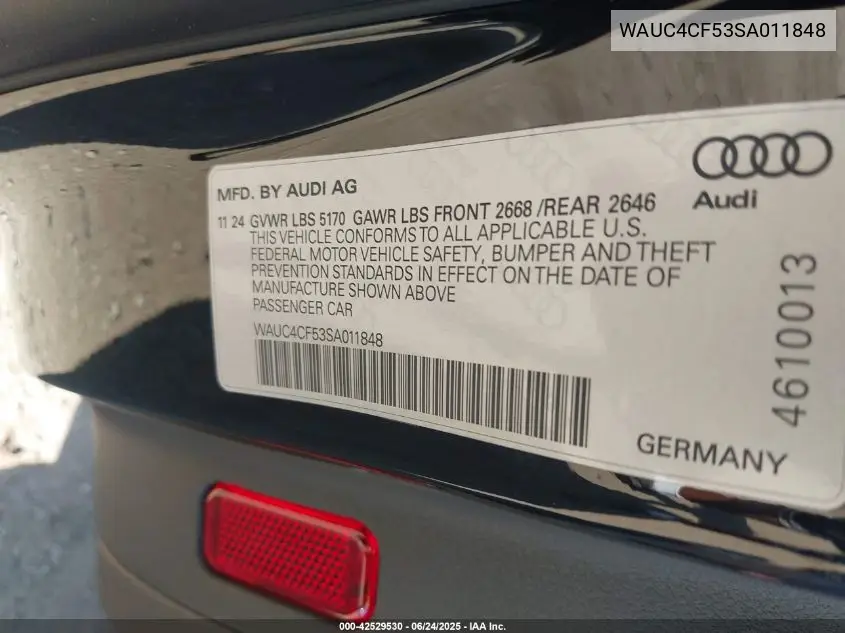 WAUC4CF53SA011848
Audi
MFD. BY AUDI AG
11 24 GVWR LBS 5170 GAWR LBS FRONT 2668 /REAR 2646
THIS VEHICLE CONFORMS TO ALL APPLICABLE U.S.
FEDERAL MOTOR VEHICLE SAFETY, BUMPER AND THEFT
PREVENTION STANDARDS IN EFFECT ON THE DATE OF
MANUFACTURE SHOWN ABOVE
PASSENGER CAR
WAUC4CF53SA011848
4610013
GERMANY
000-42529530 - 06/24/2025 - IAA Inc.